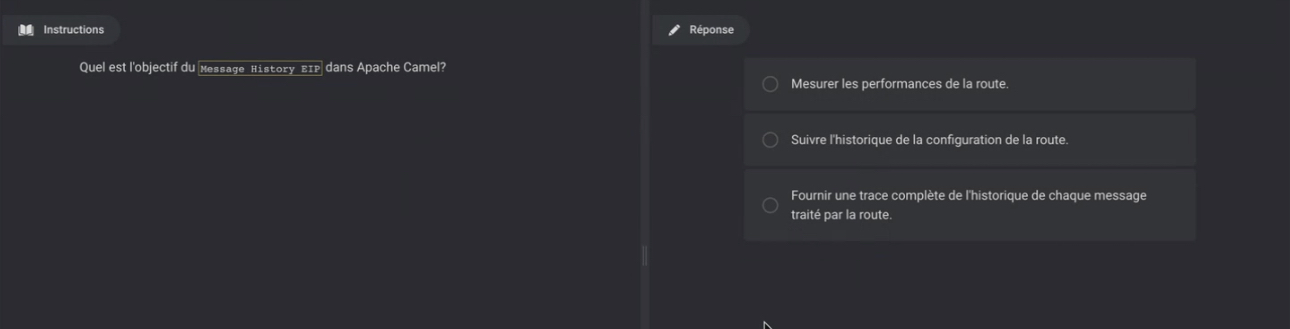 Instructions
Quel est l'objectif du Message History EIP dans Apache Camel?
Réponse
Mesurer les performances de la route.
Suivre l'historique de la configuration de la route.
Fournir une trace complète de l'historique de chaque message
traité par la route.